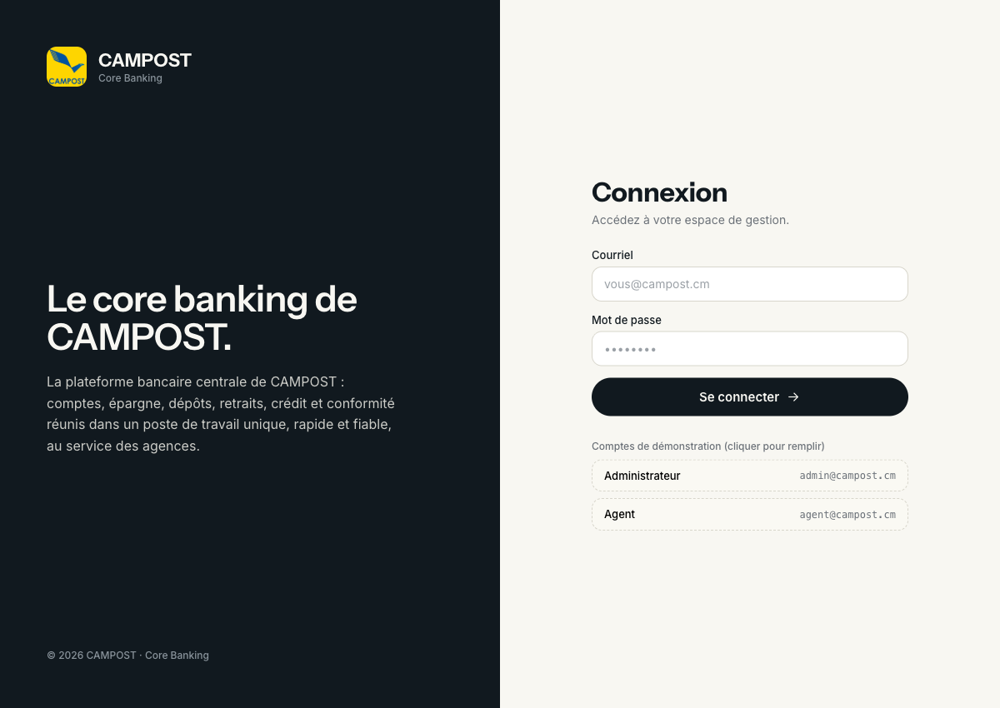 CAMPOST
CAMPOST
Core Banking
Le core banking de
CAMPOST.
La plateforme bancaire centrale de CAMPOST :
comptes, épargne, dépôts, retraits, crédit et conformité
réunis dans un poste de travail unique, rapide et fiable,
au service des agences.
© 2026 CAMPOST · Core Banking
Connexion
Accédez à votre espace de gestion.
Courriel
vous@campost.cm
Mot de passe
••••••••
Se connecter →
Comptes de démonstration (cliquer pour remplir)
Administrateur admin@campost.cm
Agent agent@campost.cm